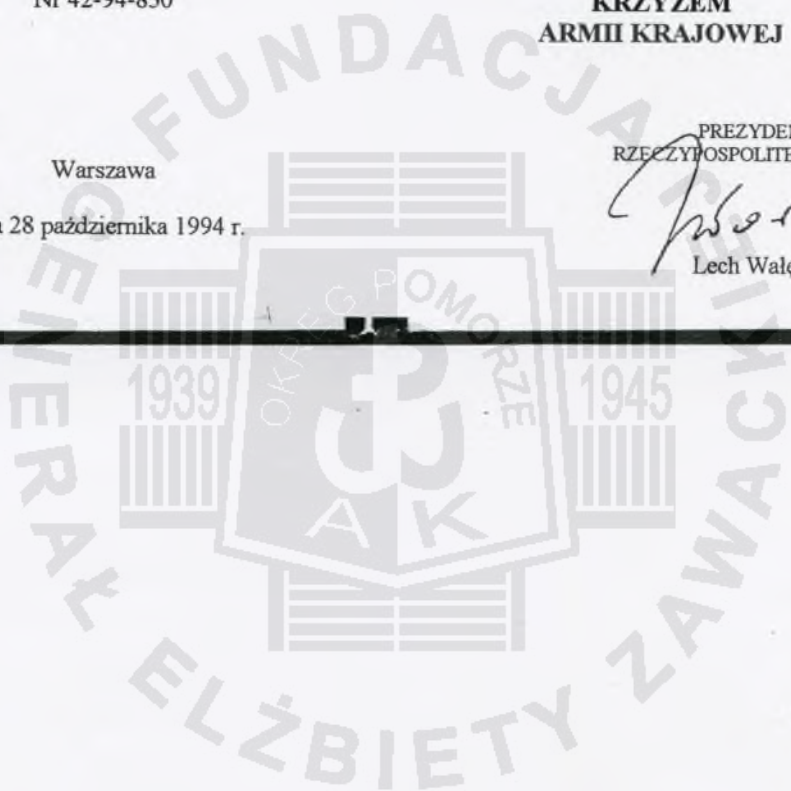 Nr 42-94-850
KRZYŻEM
ARMII KRAJOWEJ
Warszawa
28 października 1994 r.
PREZYDEN
RZECZYPOSPOLITE
Lech Wałę
FUNDACJA GENERAŁ ELŻBIETY ZAWACKIEJ
OKRĘG POMORZE
1939
1945
A K